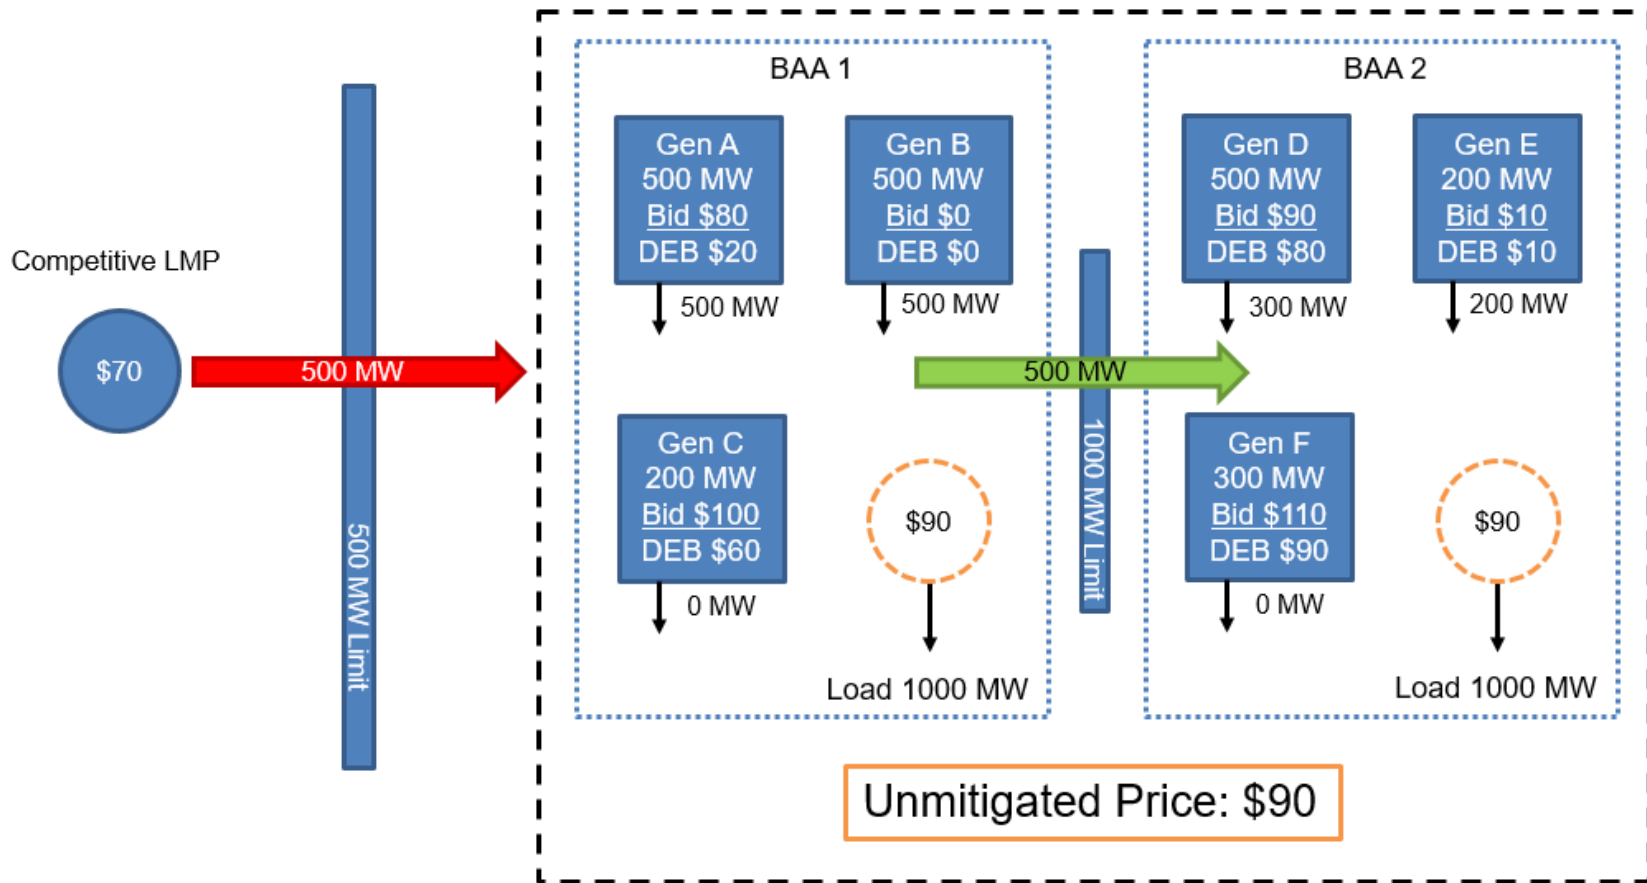 Competitive LMP
$70
500 MW
500 MW Limit
BAA 1
Gen A
500 MW
Bid $80
DEB $20
500 MW
Gen B
500 MW
Bid $0
DEB $0
500 MW
Gen C
200 MW
Bid $100
DEB $60
0 MW
$90
Load 1000 MW
500 MW
1000 MW Limit
BAA 2
Gen D
500 MW
Bid $90
DEB $80
300 MW
Gen E
200 MW
Bid $10
DEB $10
200 MW
Gen F
300 MW
Bid $110
DEB $90
0 MW
$90
Load 1000 MW
Unmitigated Price: $90